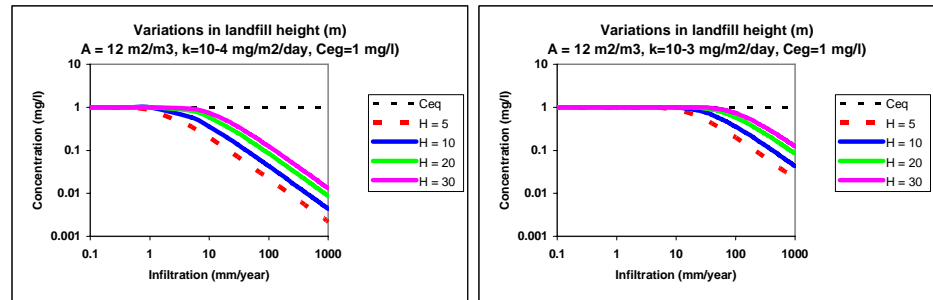 Variations in landfill height (m)
A = 12 m2/m3, k=10-4 mg/m2/day, Ceg=1 mg/l)
10
1
0.1
0.01
0.001
0.1 1 10 100 1000
Concentration (mg/l)
Infiltration (mm/year)
Ceq
H = 5
H = 10
H = 20
H = 30
Variations in landfill height (m)
A = 12 m2/m3, k=10-3 mg/m2/day, Ceg=1 mg/l)
10
1
0.1
0.01
0.001
0.1 1 10 100 1000
Concentration (mg/l)
Infiltration (mm/year)
Ceq
H = 5
H = 10
H = 20
H = 30